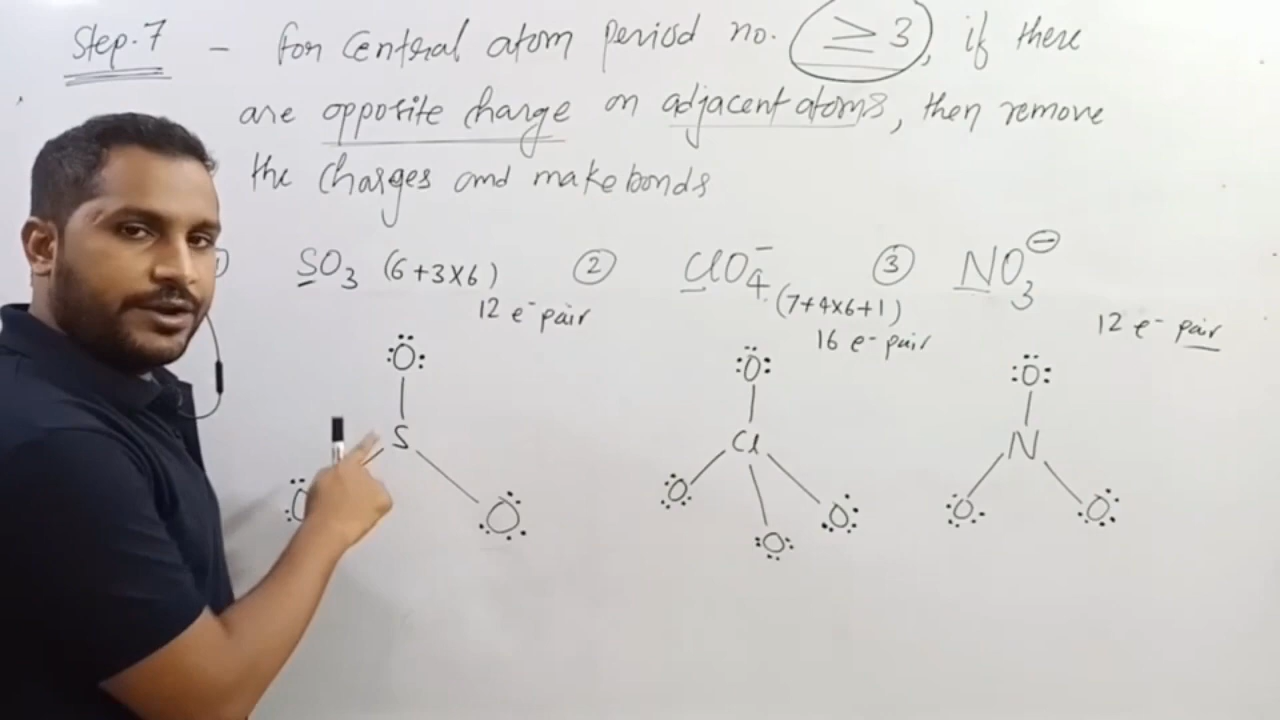 Step.7 - for Central atom period no. ≥ 3, if there
are opposite charge on adjacent atoms, then remove
the charges and make bonds
SO₃ (6+3×6)
12 e⁻ pair
② ClO₄⁻ (7+4×6+1)
16 e⁻ pair
③ NO₃⊖
12 e⁻ pair
:Ö:
S
O
O
:Ö:
Cl
O
O
O
:Ö:
N
O
O